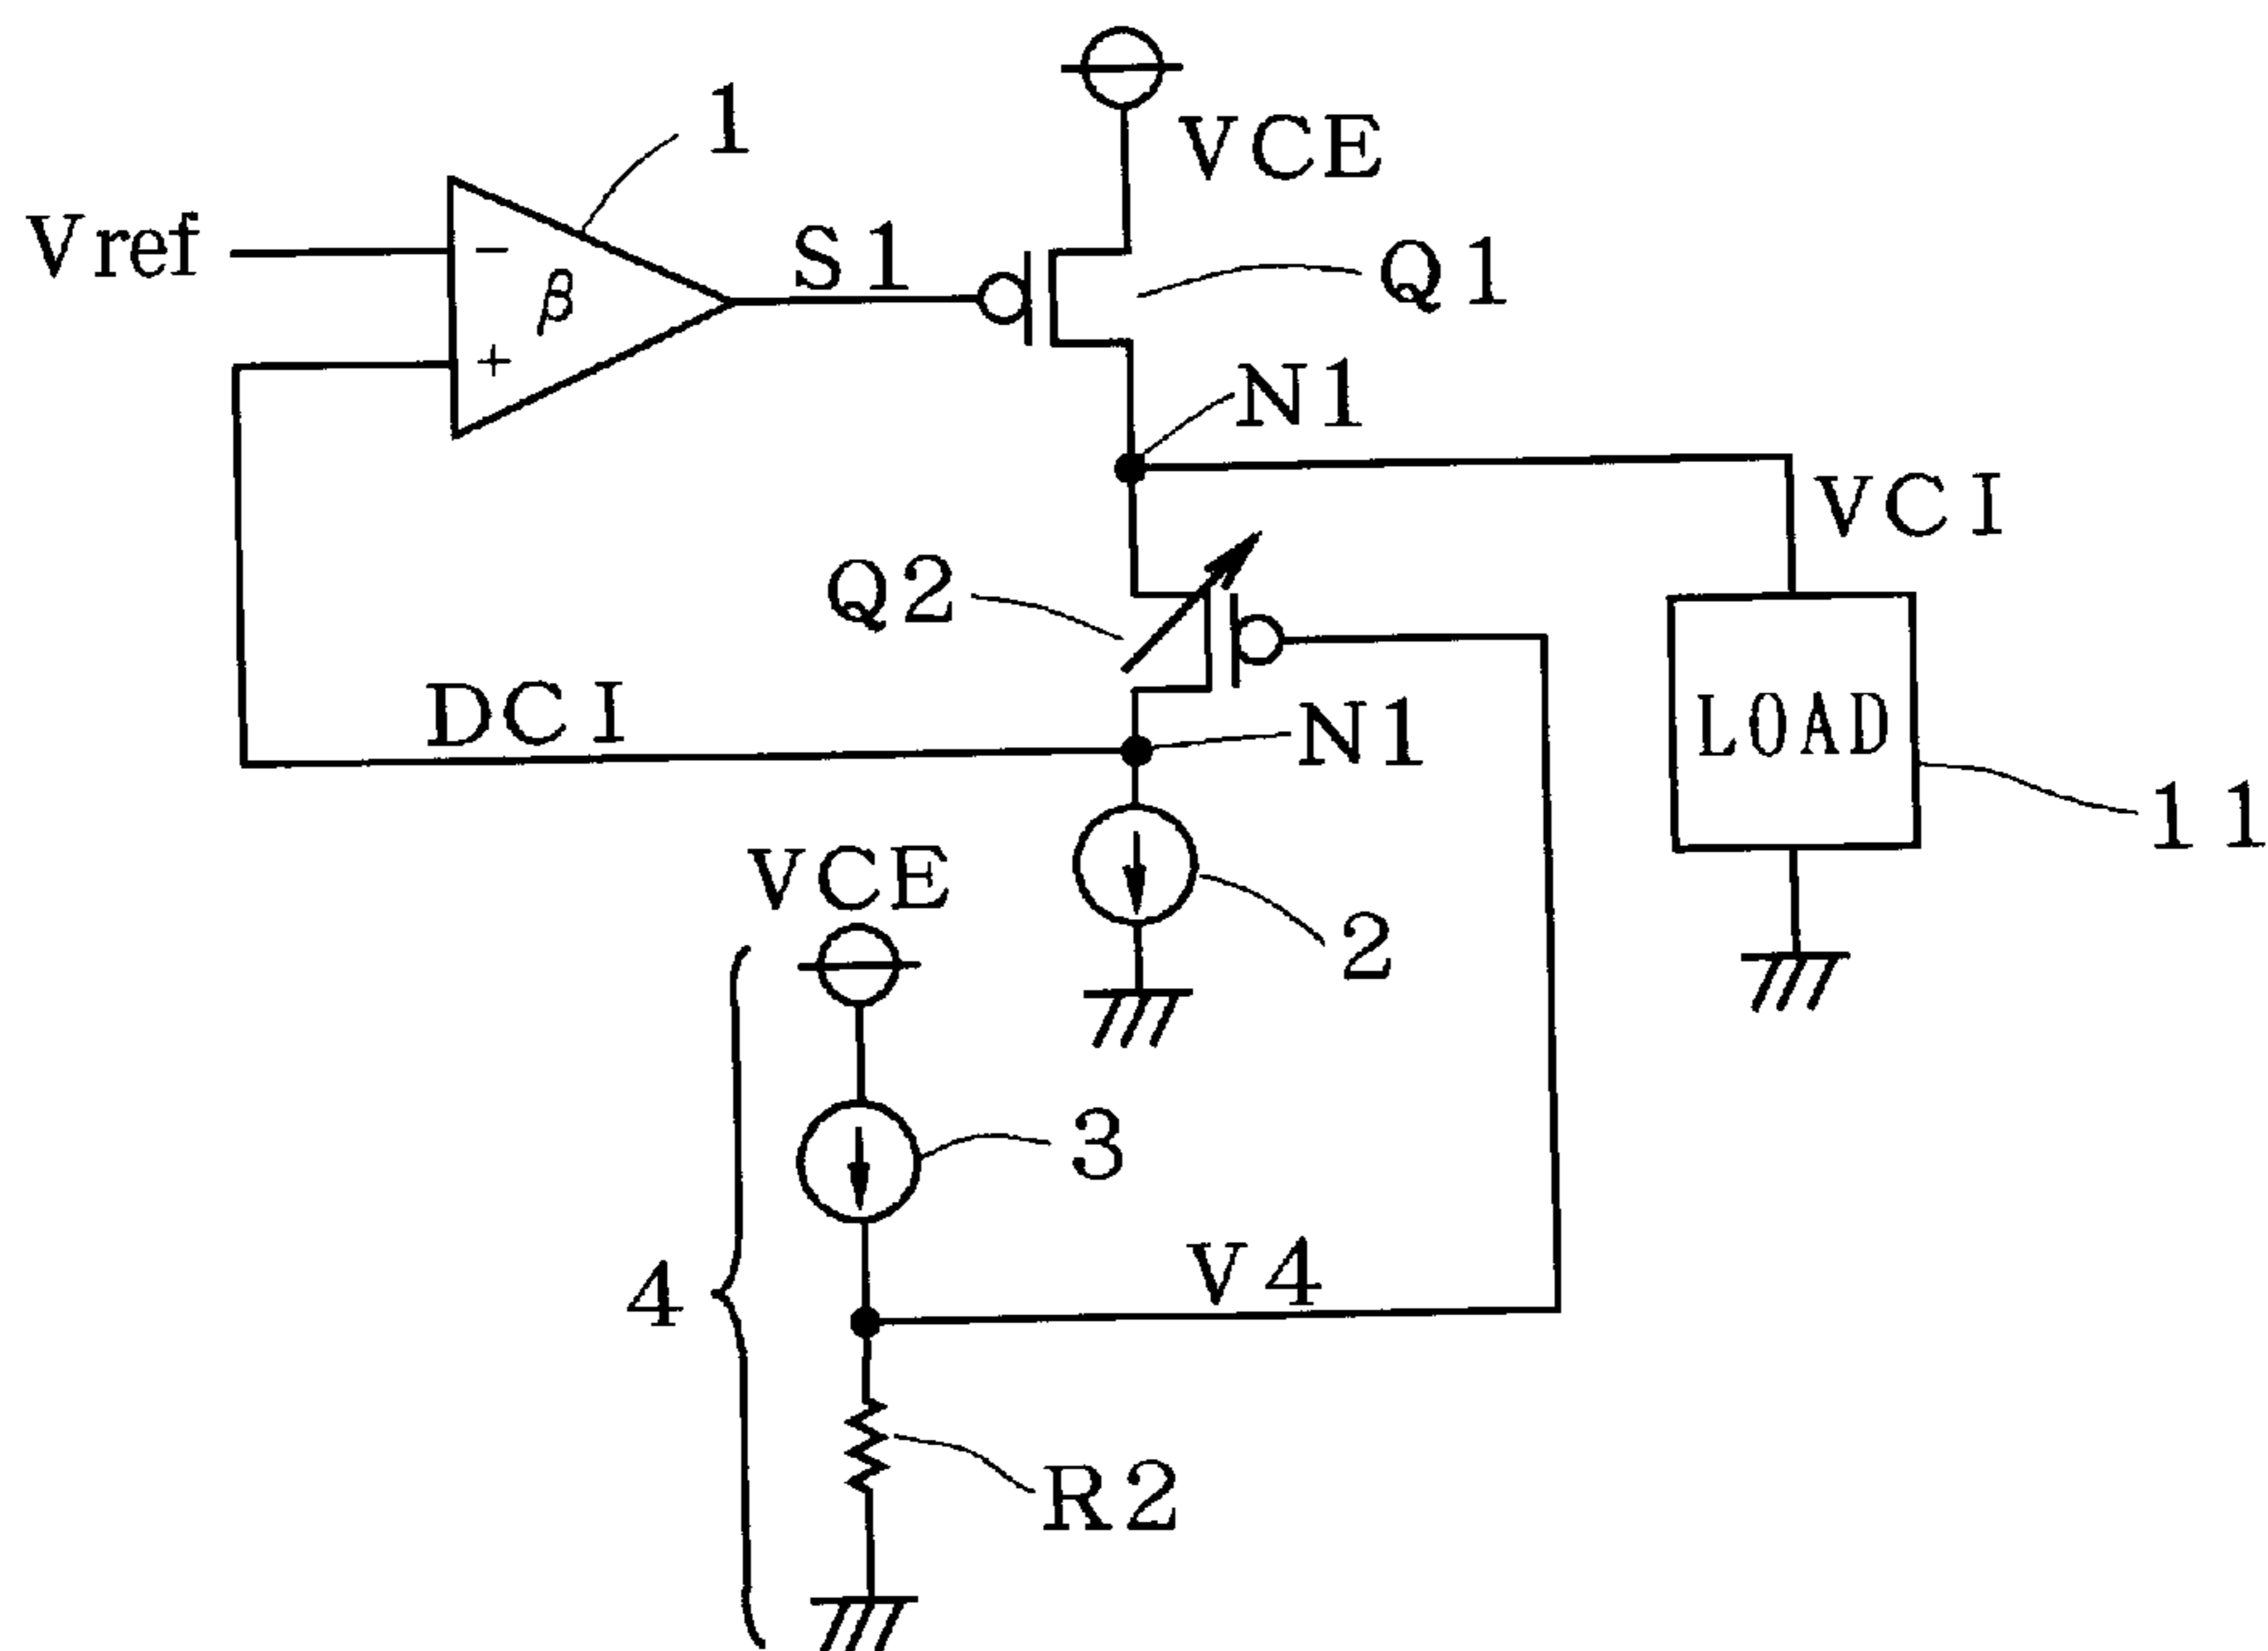 1
VCE
Vref
−
β
+
S1
Q1
N1
VCI
Q2
DCI
N1
LOAD
11
VCE
2
3
4
V4
R2